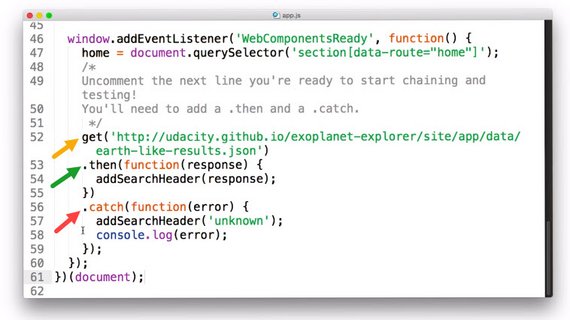 app.js
45
46 window.addEventListener('WebComponentsReady', function() {
47 home = document.querySelector('section[data-route="home"]');
48 /*
49 Uncomment the next line you're ready to start chaining and
testing!
50 You'll need to add a .then and a .catch.
51 */
52 get('http://udacity.github.io/exoplanet-explorer/site/app/data/
earth-like-results.json')
53 .then(function(response) {
54 addSearchHeader(response);
55 })
56 .catch(function(error) {
57 addSearchHeader('unknown');
58 console.log(error);
59 });
60 });
61 })(document);
62